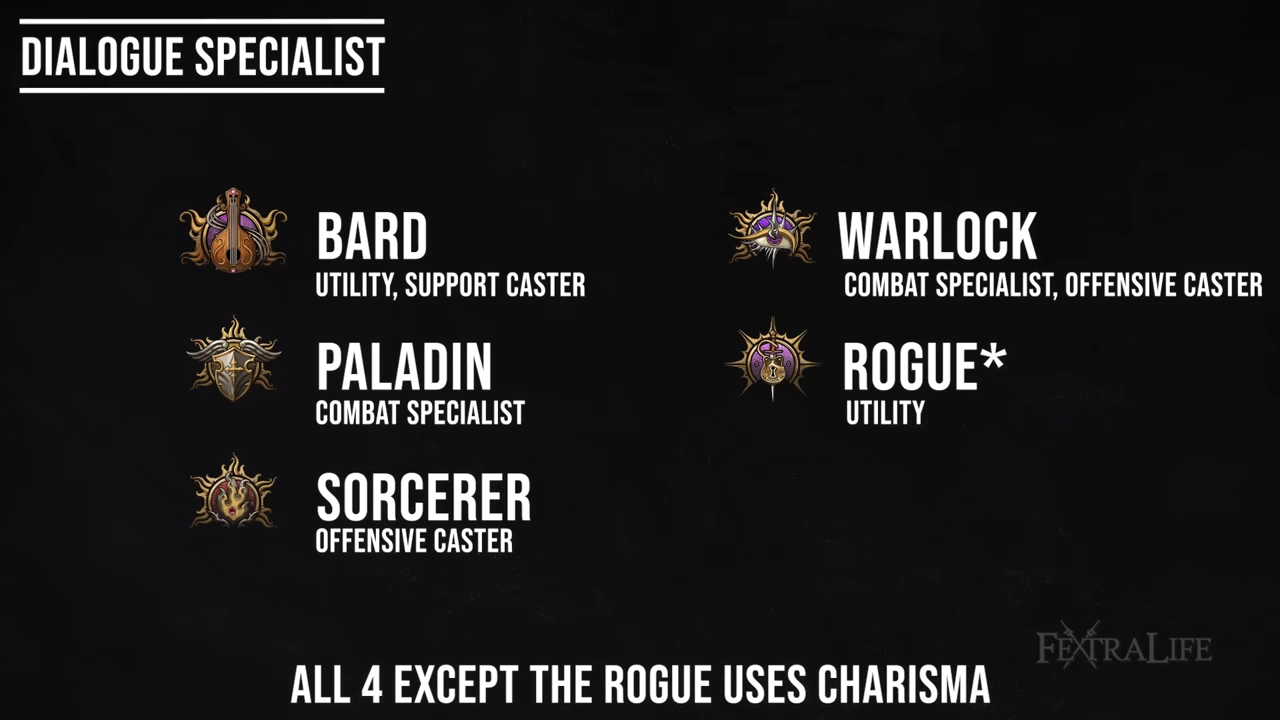 DIALOGUE SPECIALIST
BARD
UTILITY, SUPPORT CASTER
PALADIN
COMBAT SPECIALIST
SORCERER
OFFENSIVE CASTER
WARLOCK
COMBAT SPECIALIST, OFFENSIVE CASTER
ROGUE*
UTILITY
FEXTRALIFE
ALL 4 EXCEPT THE ROGUE USES CHARISMA